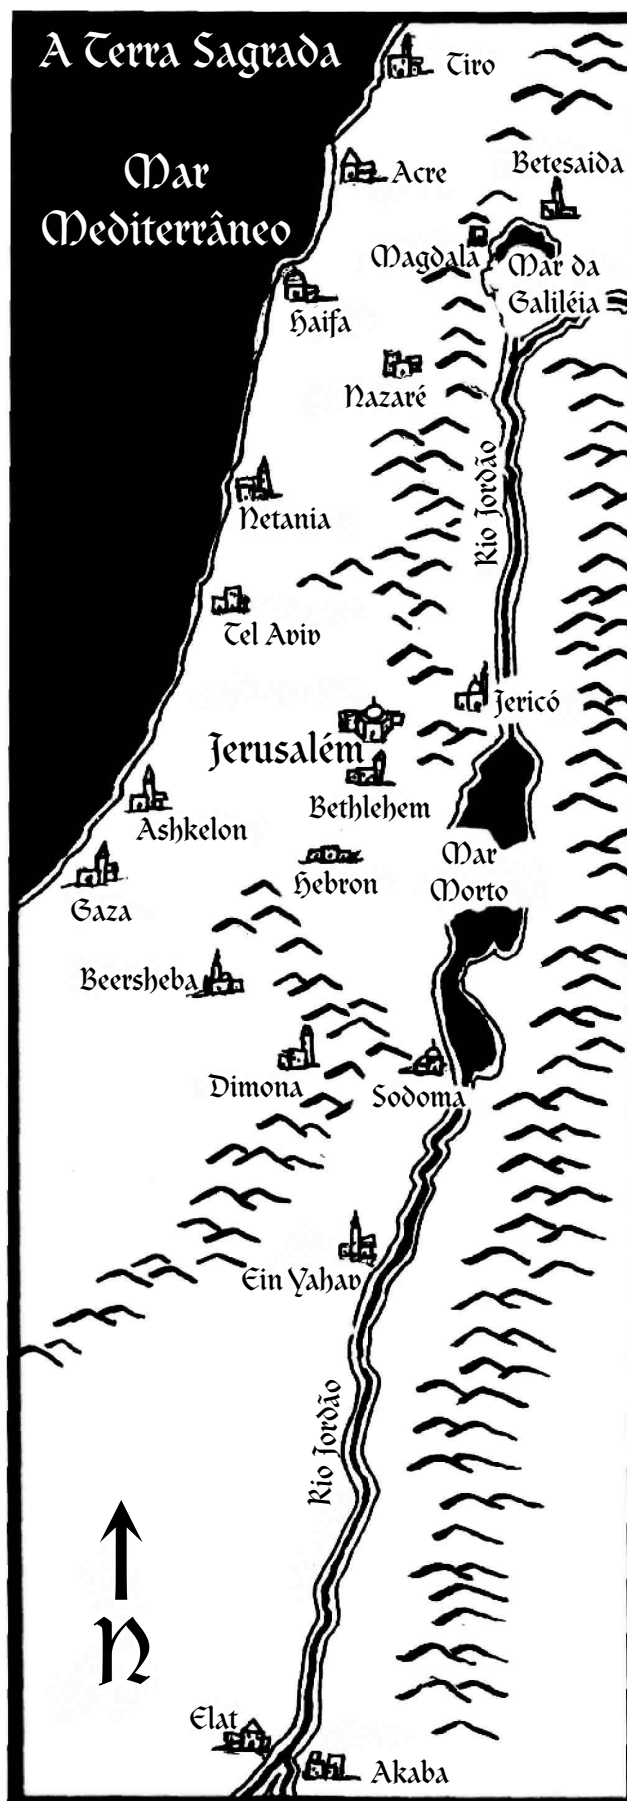 A Terra Sagrada
Tiro
Mar
Mediterrâneo
Acre
Betesaida
Magdala
Mar da
Galiléia
Haifa
Nazaré
Rio Jordão
Netania
Tel Aviv
Jericó
Jerusalém
Bethlehem
Ashkelon
Mar
Morto
Hebron
Gaza
Beersheba
Dimona
Sodoma
Ein Yahav
Rio Jordão
N
Elat
Akaba